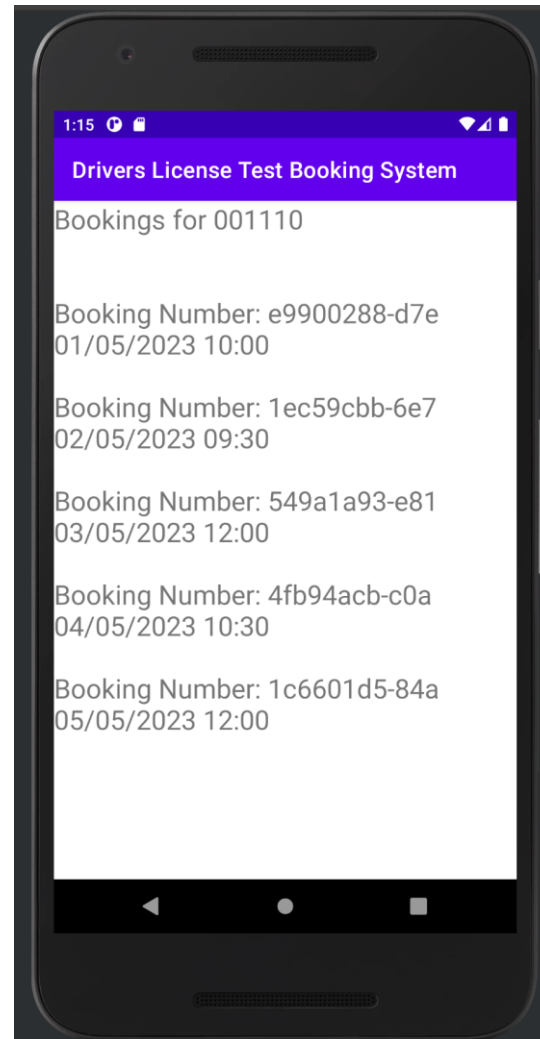 1:15
Drivers License Test Booking System
Bookings for 001110
Booking Number: e9900288-d7e
01/05/2023 10:00
Booking Number: 1ec59cbb-6e7
02/05/2023 09:30
Booking Number: 549a1a93-e81
03/05/2023 12:00
Booking Number: 4fb94acb-c0a
04/05/2023 10:30
Booking Number: 1c6601d5-84a
05/05/2023 12:00